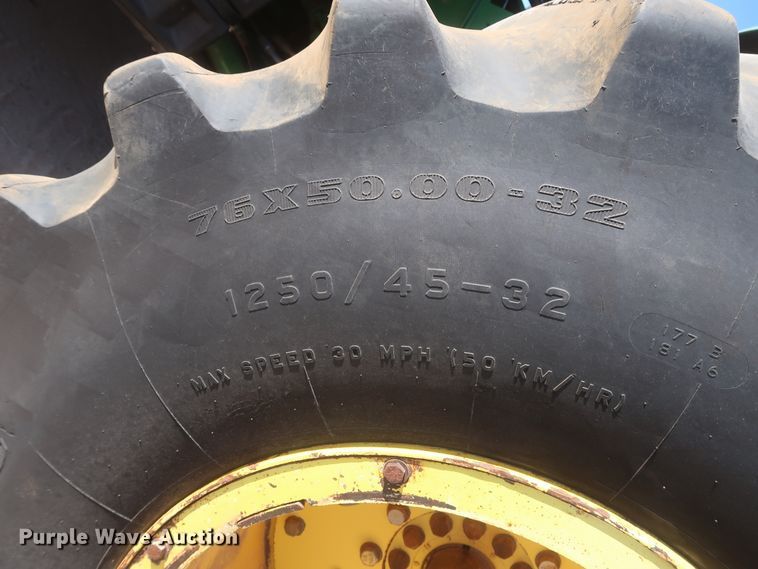 76X50.00-32
1250/45-32
177 B
181 A6
MAX SPEED 30 MPH (50 KM/HR)
Purple Wave Auction®